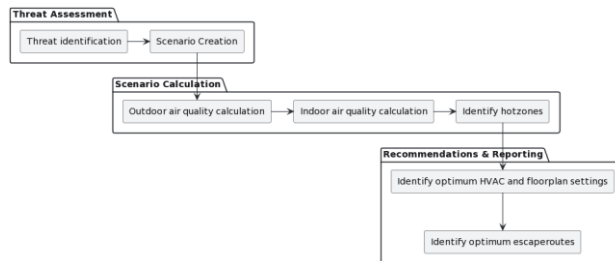 Threat Assessment
Threat identification
Scenario Creation
Scenario Calculation
Outdoor air quality calculation
Indoor air quality calculation
Identify hotzones
Recommendations & Reporting
Identify optimum HVAC and floorplan settings
Identify optimum escaperoutes